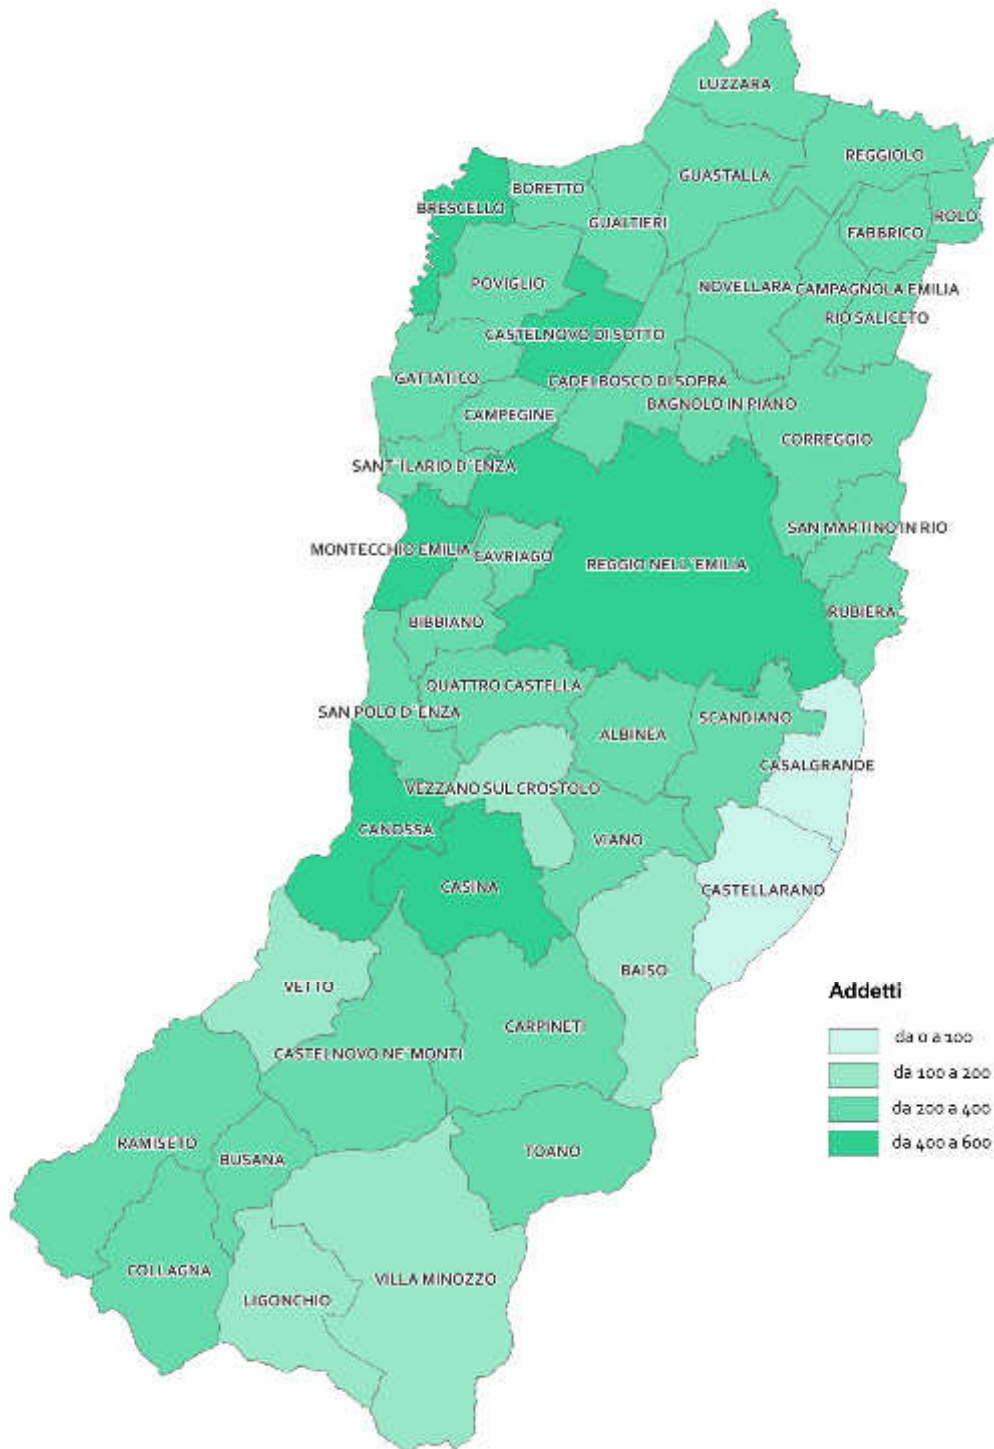 LUZZARA
REGGIOLO
GUASTALLA
BORETTO
BRESCELLO
GUALTIERI
ROLO
FABBRICO
POVIGLIO
NOVELLARA
CAMPAGNOLA EMILIA
RIO SALICETO
CASTELNOVO DI SOTTO
GATTATICO
CADELBOSCO DI SOPRA
BAGNOLO IN PIANO
CAMPEGINE
CORREGGIO
SANT´ILARIO D´ENZA
SAN MARTINO IN RIO
MONTECCHIO EMILIA
CAVRIAGO
REGGIO NELL´EMILIA
RUBIERA
BIBBIANO
QUATTRO CASTELLA
SAN POLO D´ENZA
SCANDIANO
ALBINEA
CASALGRANDE
VEZZANO SUL CROSTOLO
CANOSSA
VIANO
CASINA
CASTELLARANO
BAISO
VETTO
CARPINETI
CASTELNOVO NE´MONTI
RAMISETO
BUSANA
TOANO
COLLAGNA
VILLA MINOZZO
LIGONCHIO
Addetti
da 0 a 100
da 100 a 200
da 200 a 400
da 400 a 600